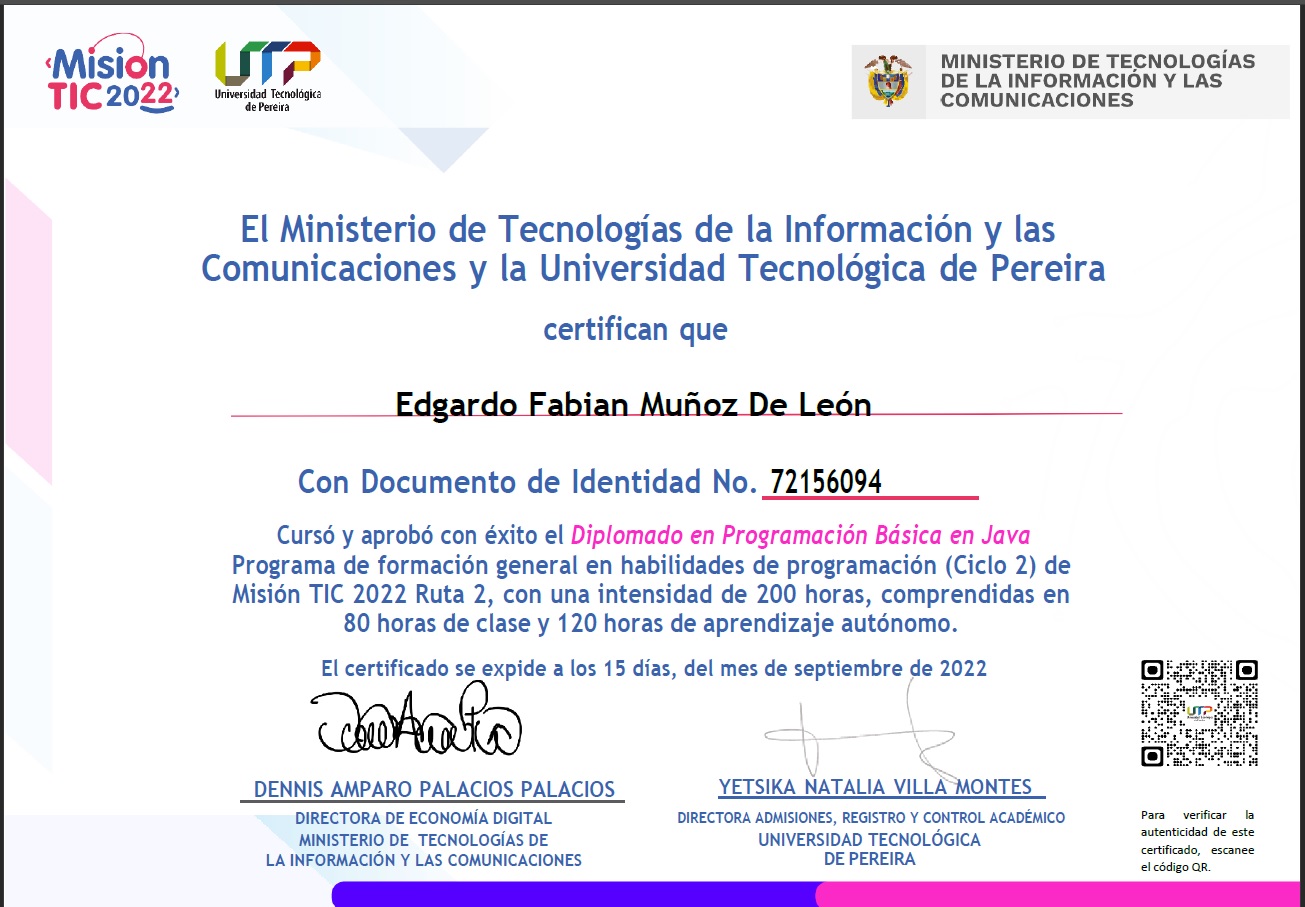 Misión
TIC 2022
UTP
Universidad Tecnológica
de Pereira
MINISTERIO DE TECNOLOGÍAS
DE LA INFORMACIÓN Y LAS
COMUNICACIONES
El Ministerio de Tecnologías de la Información y las
Comunicaciones y la Universidad Tecnológica de Pereira
certifican que
Edgardo Fabian Muñoz De León
Con Documento de Identidad No. 72156094
Cursó y aprobó con éxito el Diplomado en Programación Básica en Java
Programa de formación general en habilidades de programación (Ciclo 2) de
Misión TIC 2022 Ruta 2, con una intensidad de 200 horas, comprendidas en
80 horas de clase y 120 horas de aprendizaje autónomo.
El certificado se expide a los 15 días, del mes de septiembre de 2022
DENNIS AMPARO PALACIOS PALACIOS
DIRECTORA DE ECONOMÍA DIGITAL
MINISTERIO DE TECNOLOGÍAS DE
LA INFORMACIÓN Y LAS COMUNICACIONES
YETSIKA NATALIA VILLA MONTES
DIRECTORA ADMISIONES, REGISTRO Y CONTROL ACADÉMICO
UNIVERSIDAD TECNOLÓGICA
DE PEREIRA
UTP
Para verificar la
autenticidad de este
certificado, escanee
el código QR.